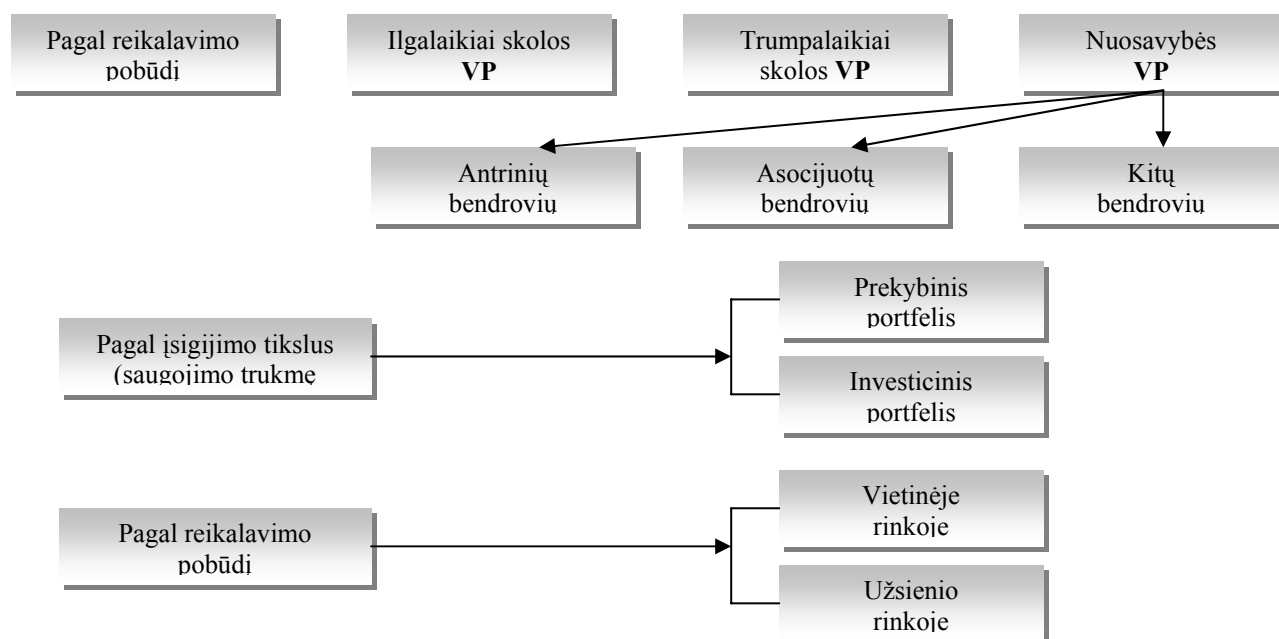 Pagal reikalavimo
pobūdį
Ilgalaikiai skolos
VP
Trumpalaikiai
skolos VP
Nuosavybės
VP
Antrinių
bendrovių
Asocijuotų
bendrovių
Kitų
bendrovių
Prekybinis
portfelis
Pagal įsigijimo tikslus
(saugojimo trukmę
Investicinis
portfelis
Vietinėje
rinkoje
Pagal reikalavimo
pobūdį
Užsienio
rinkoje